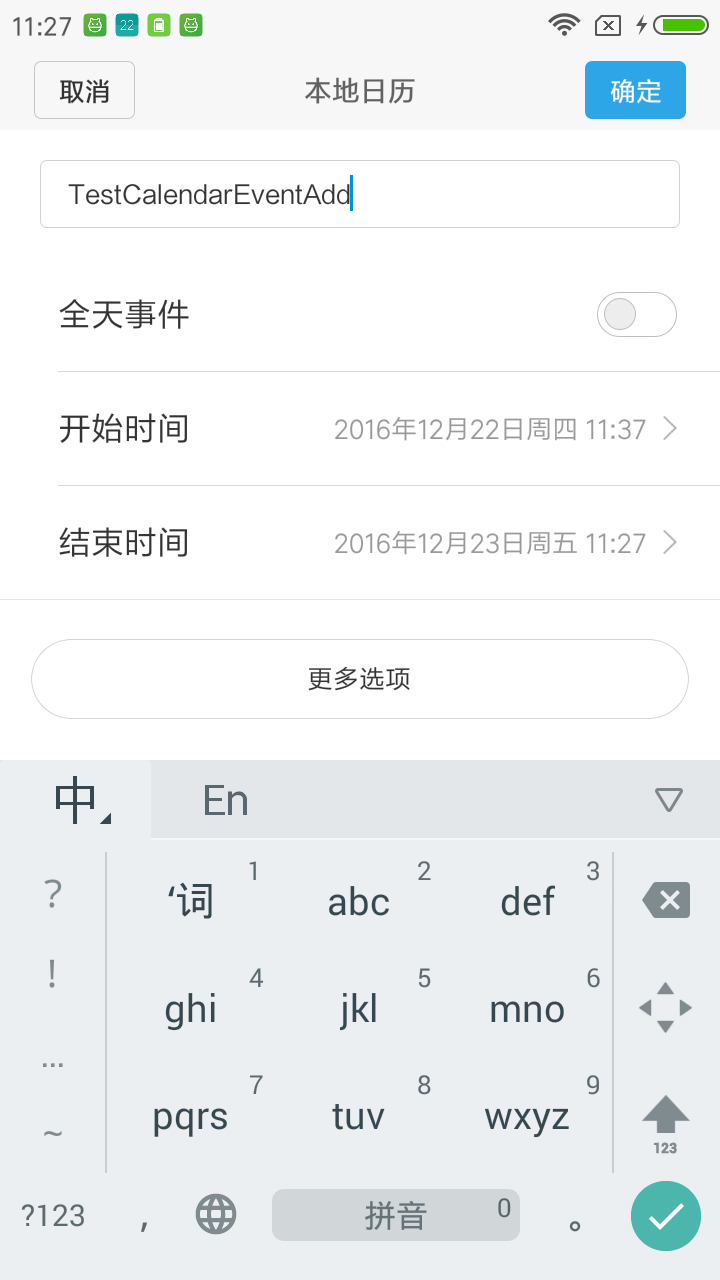 11:27 22
取消 本地日历 确定
TestCalendarEventAdd
全天事件
开始时间 2016年12月22日周四 11:37
结束时间 2016年12月23日周五 11:27
更多选项
中 En
? ‘词 1 abc 2 def 3
! ghi 4 jkl 5 mno 6
... pqrs 7 tuv 8 wxyz 9
~ 123
?123 , 拼音 0 。